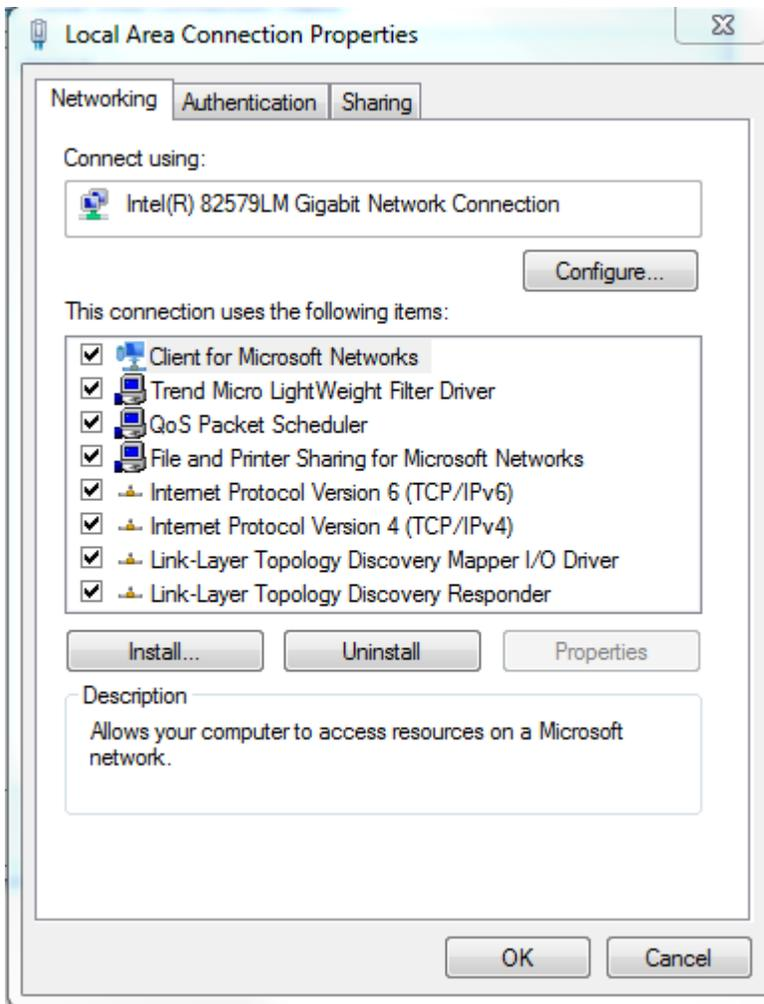 Local Area Connection Properties
Networking
Authentication
Sharing
Connect using:
Intel(R) 82579LM Gigabit Network Connection
Configure...
This connection uses the following items:
Client for Microsoft Networks
Trend Micro LightWeight Filter Driver
QoS Packet Scheduler
File and Printer Sharing for Microsoft Networks
Internet Protocol Version 6 (TCP/IPv6)
Internet Protocol Version 4 (TCP/IPv4)
Link-Layer Topology Discovery Mapper I/O Driver
Link-Layer Topology Discovery Responder
Install...
Uninstall
Properties
Description
Allows your computer to access resources on a Microsoft
network.
OK
Cancel